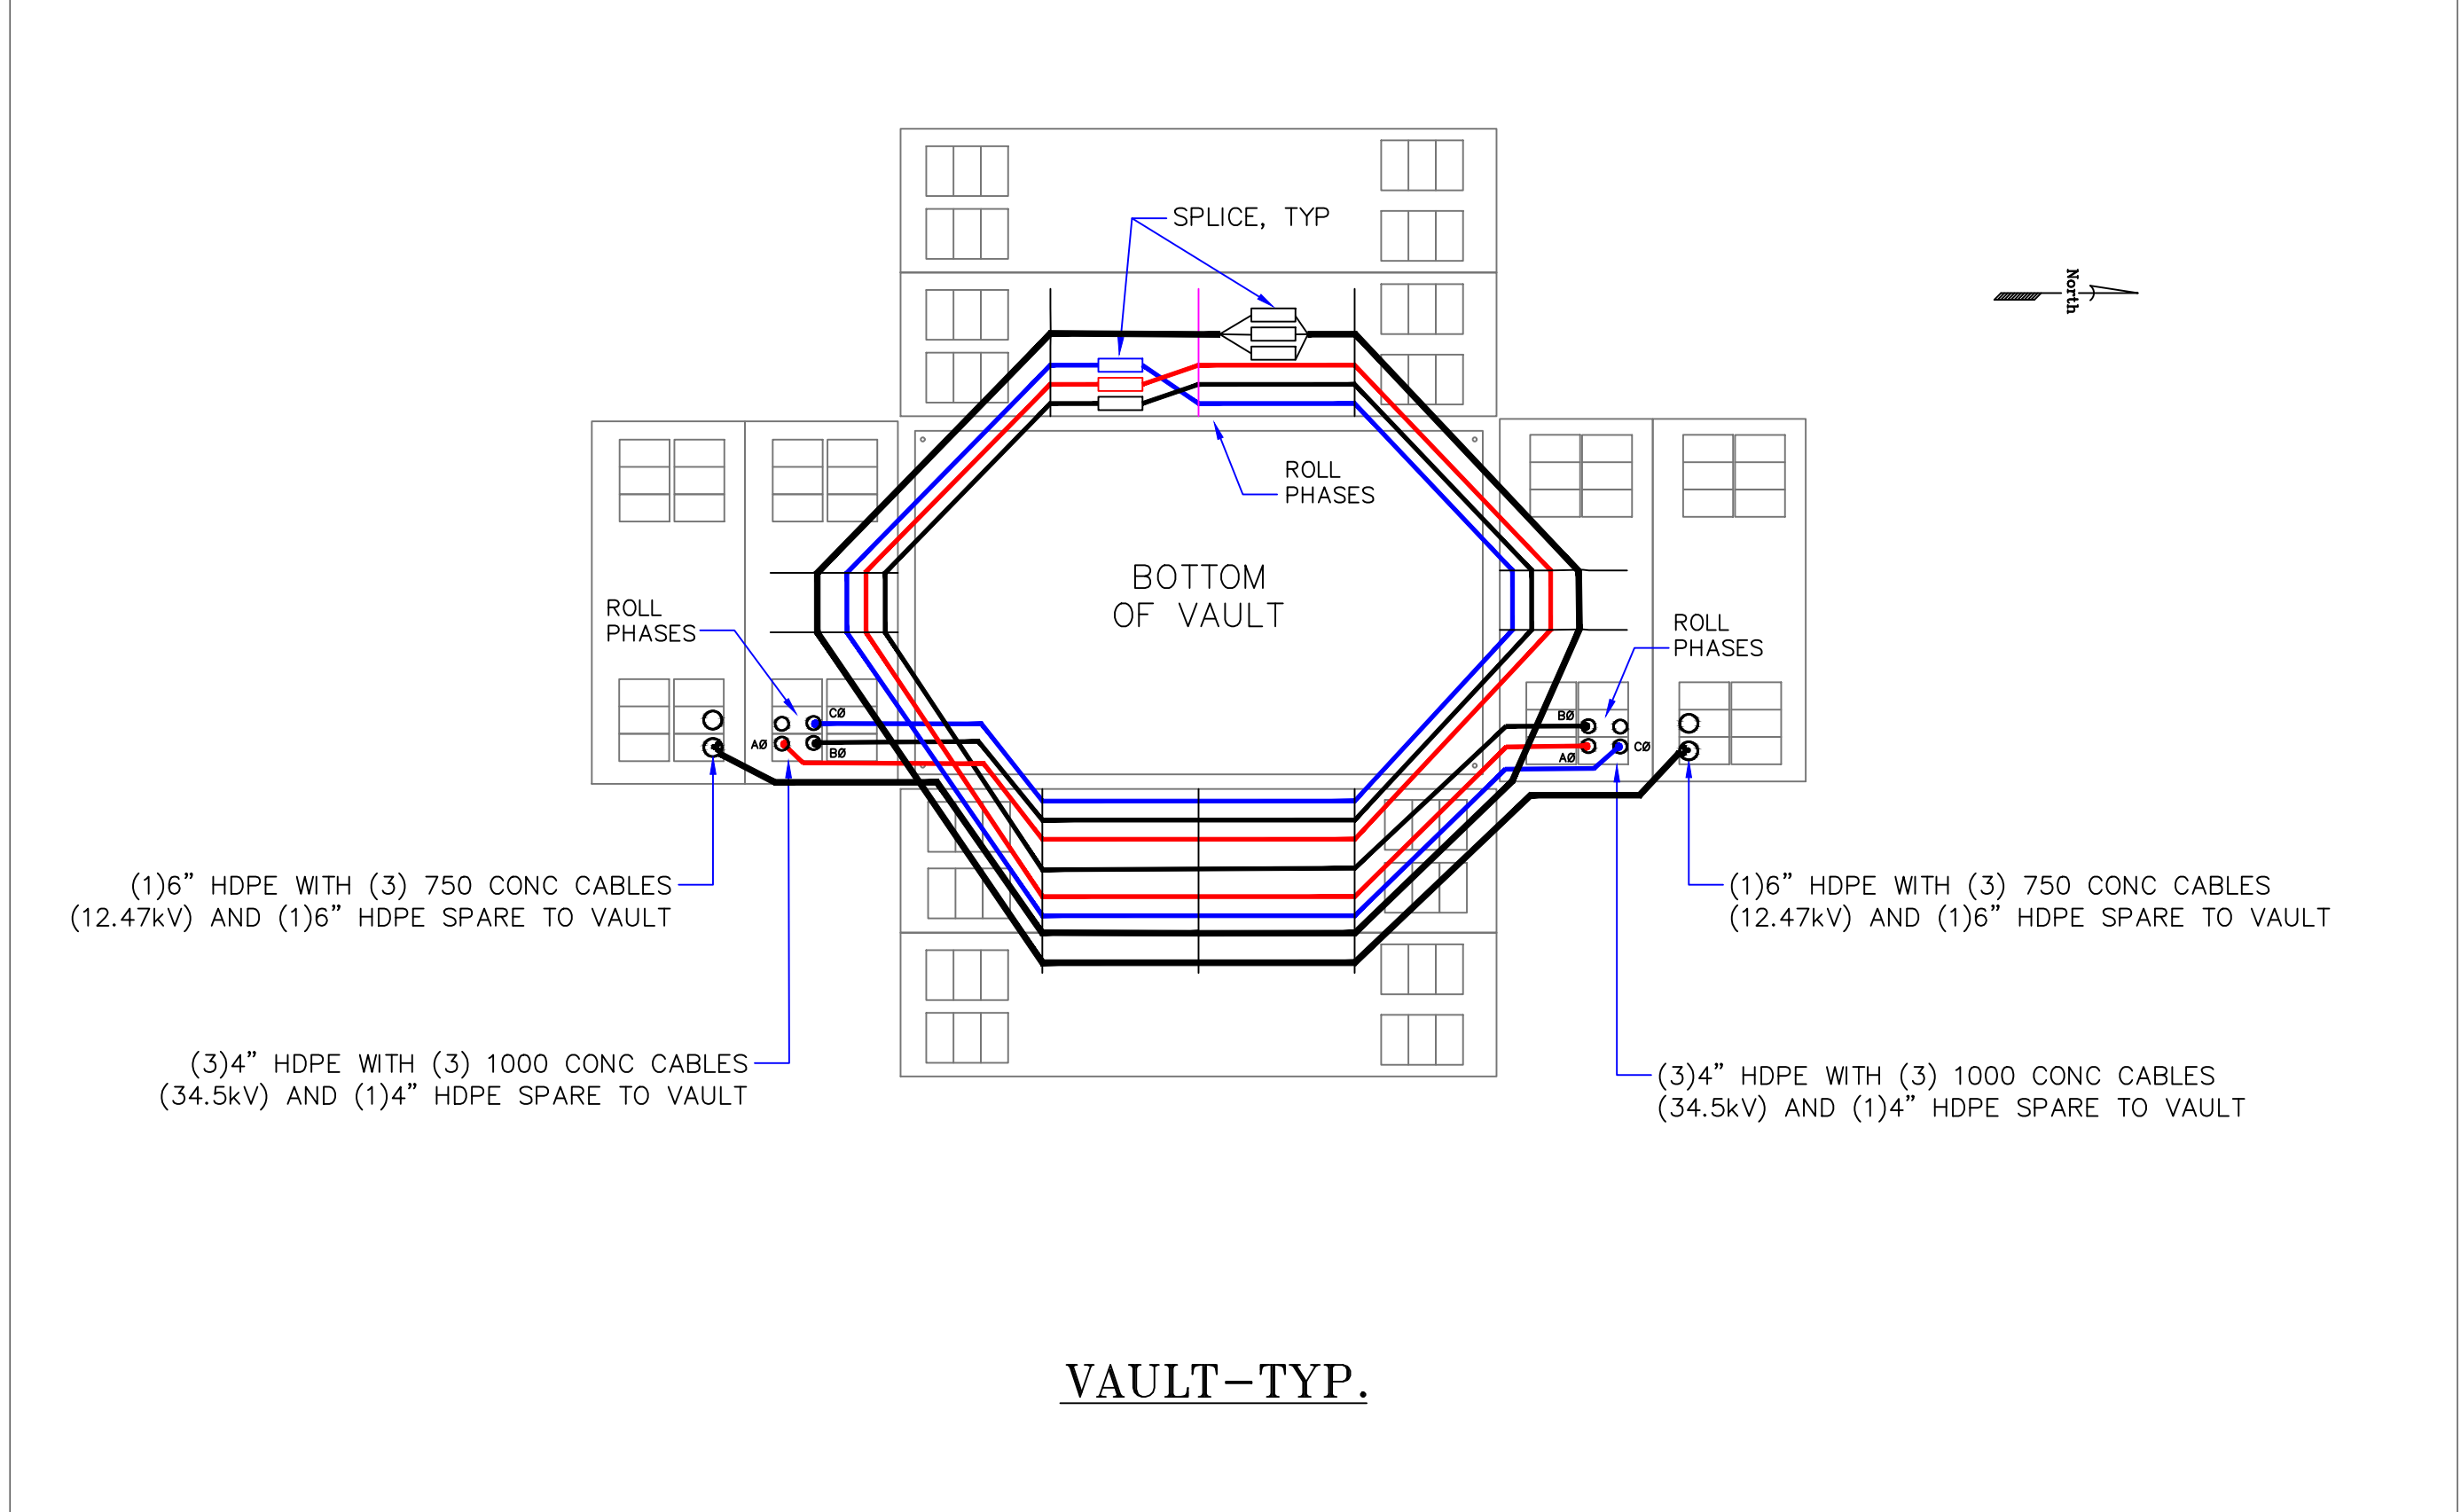 SPLICE, TYP
North
ROLL
PHASES
BOTTOM
OF VAULT
ROLL
PHASES
ROLL
PHASES
CØ
AØ
BØ
BØ
CØ
AØ
(1)6" HDPE WITH (3) 750 CONC CABLES
(12.47kV) AND (1)6" HDPE SPARE TO VAULT
(1)6" HDPE WITH (3) 750 CONC CABLES
(12.47kV) AND (1)6" HDPE SPARE TO VAULT
(3)4" HDPE WITH (3) 1000 CONC CABLES
(34.5kV) AND (1)4" HDPE SPARE TO VAULT
(3)4" HDPE WITH (3) 1000 CONC CABLES
(34.5kV) AND (1)4" HDPE SPARE TO VAULT
VAULT-TYP.